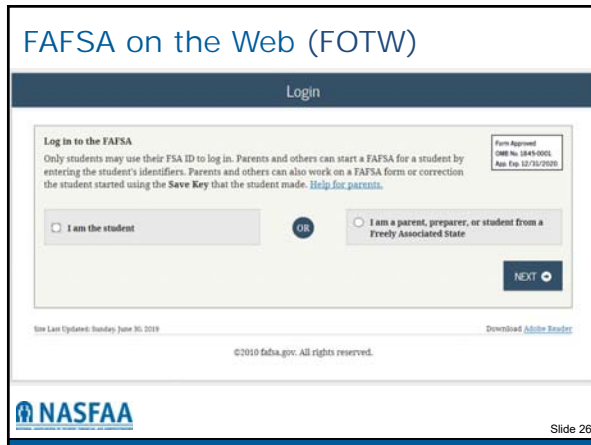 FAFSA on the Web (FOTW)
Login
Log in to the FAFSA
Form Approved
OMB No. 1845-0001
App. Exp. 12/31/2020
Only students may use their FSA ID to log in. Parents and others can start a FAFSA for a student by
entering the student's identifiers. Parents and others can also work on a FAFSA form or correction
the student started using the Save Key that the student made. Help for parents.
I am the student
OR
I am a parent, preparer, or student from a
Freely Associated State
NEXT
Site Last Updated: Sunday, June 30, 2019
Download Adobe Reader
©2010 fafsa.gov. All rights reserved.
NASFAA
Slide 26